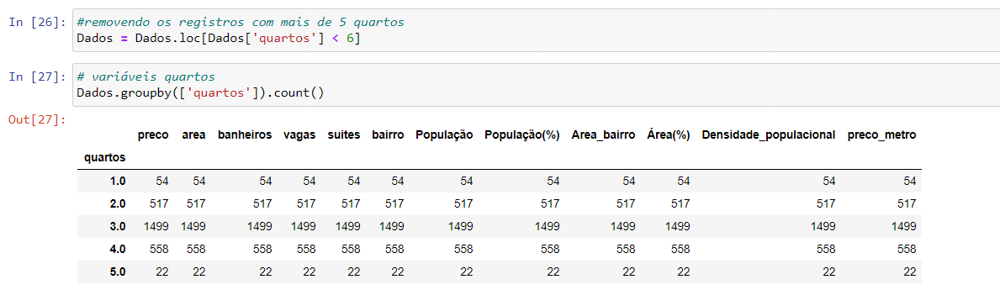 In [26]: #removendo os registros com mais de 5 quartos
Dados = Dados.loc[Dados['quartos'] < 6]
In [27]: # variáveis quartos
Dados.groupby(['quartos']).count()
Out[27]:
preco area banheiros vagas suites bairro População População(%) Area_bairro Área(%) Densidade_populacional preco_metro
quartos
1.0 54 54 54 54 54 54 54 54 54 54 54 54
2.0 517 517 517 517 517 517 517 517 517 517 517 517
3.0 1499 1499 1499 1499 1499 1499 1499 1499 1499 1499 1499 1499
4.0 558 558 558 558 558 558 558 558 558 558 558 558
5.0 22 22 22 22 22 22 22 22 22 22 22 22